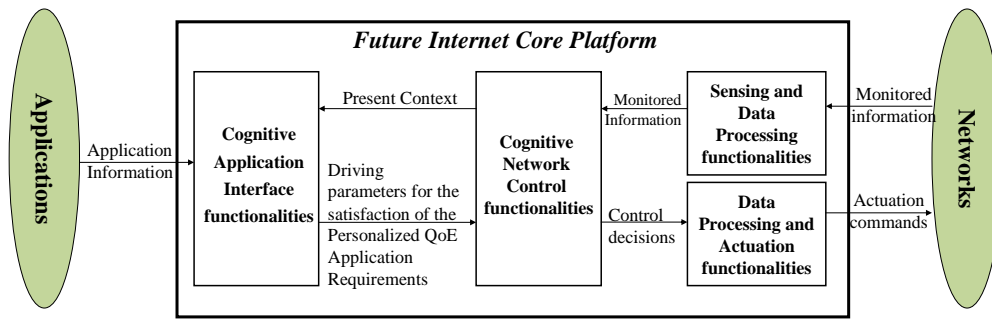 Future Internet Core Platform
Applications
Application
Information
Cognitive
Application
Interface
functionalities
Present Context
Driving
parameters for the
satisfaction of the
Personalized QoE
Application
Requirements
Cognitive
Network
Control
functionalities
Monitored
Information
Control
decisions
Sensing and
Data
Processing
functionalities
Data
Processing and
Actuation
functionalities
Monitored
information
Actuation
commands
Networks